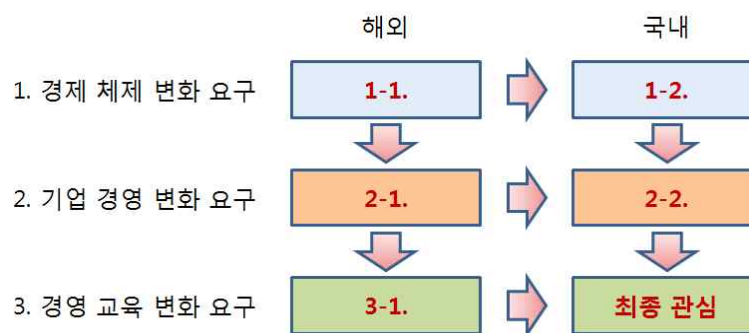 해외 국내
1. 경제 체제 변화 요구 1-1. 1-2.
2. 기업 경영 변화 요구 2-1. 2-2.
3. 경영 교육 변화 요구 3-1. 최종 관심